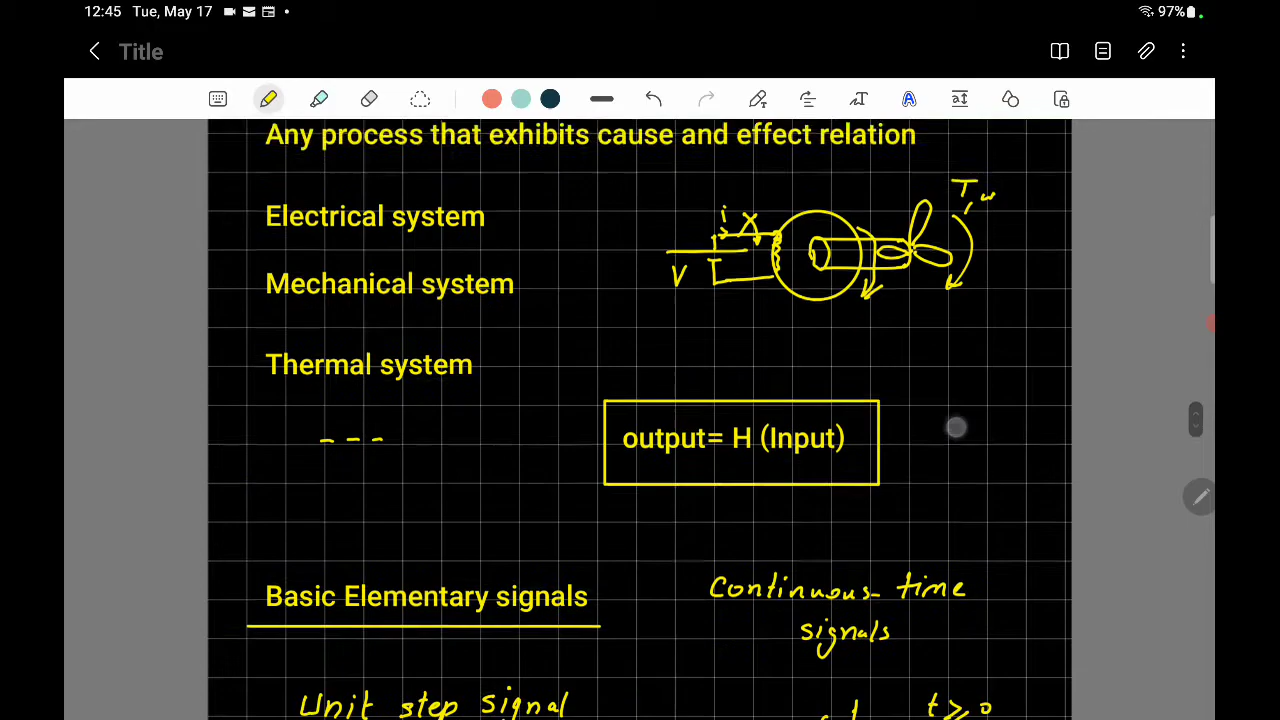 12:45 Tue, May 17
97%
Title
Any process that exhibits cause and effect relation
Electrical system
Mechanical system
Thermal system
- - -
i
V
T, ω
output= H (Input)
Basic Elementary signals
Continuous-time
signals
Unit step signal
t ≥ 0